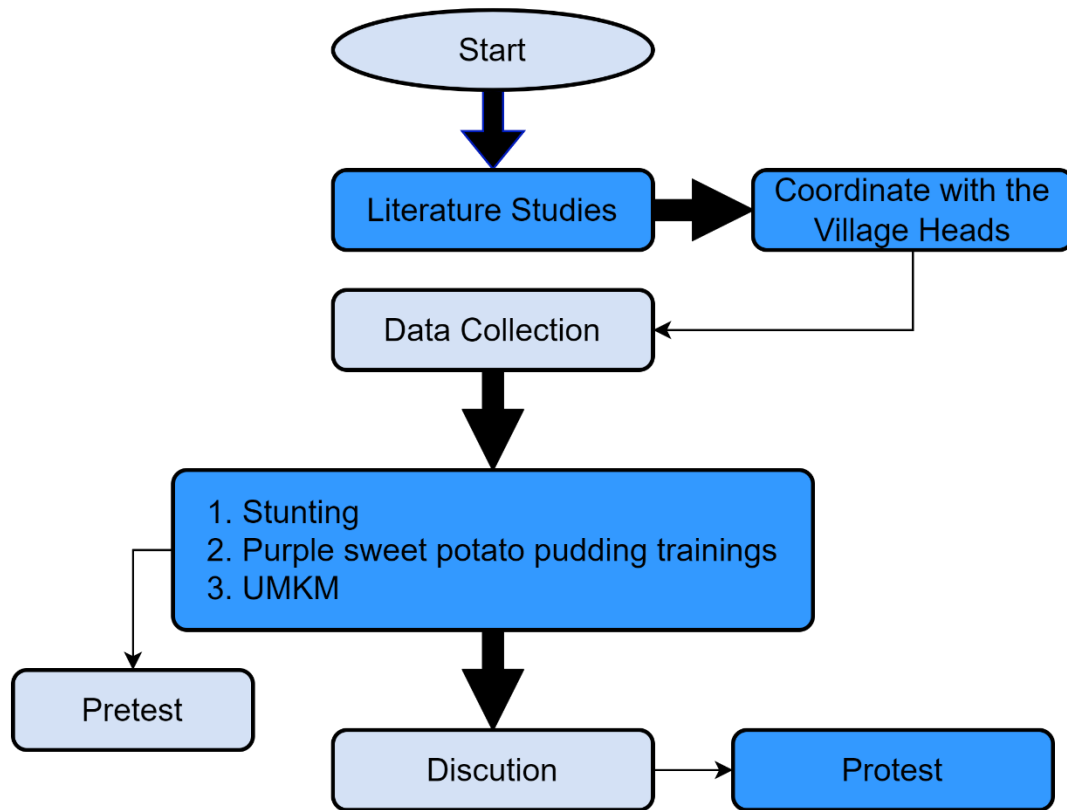 Start
Literature Studies
Coordinate with the
Village Heads
Data Collection
1. Stunting
2. Purple sweet potato pudding trainings
3. UMKM
Pretest
Discution
Protest